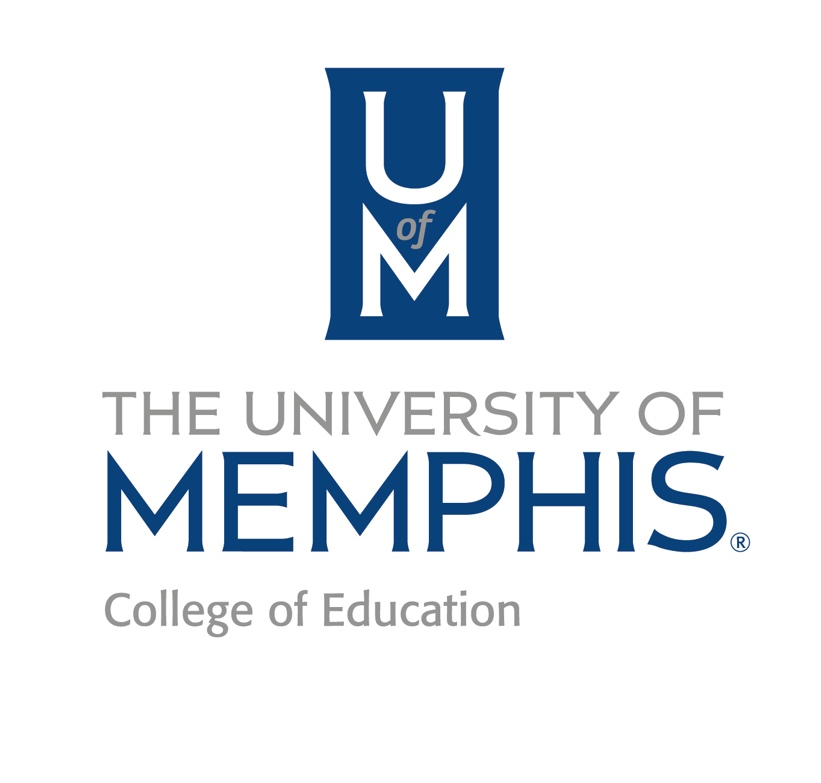 U
of
M
THE UNIVERSITY OF
MEMPHIS®
College of Education